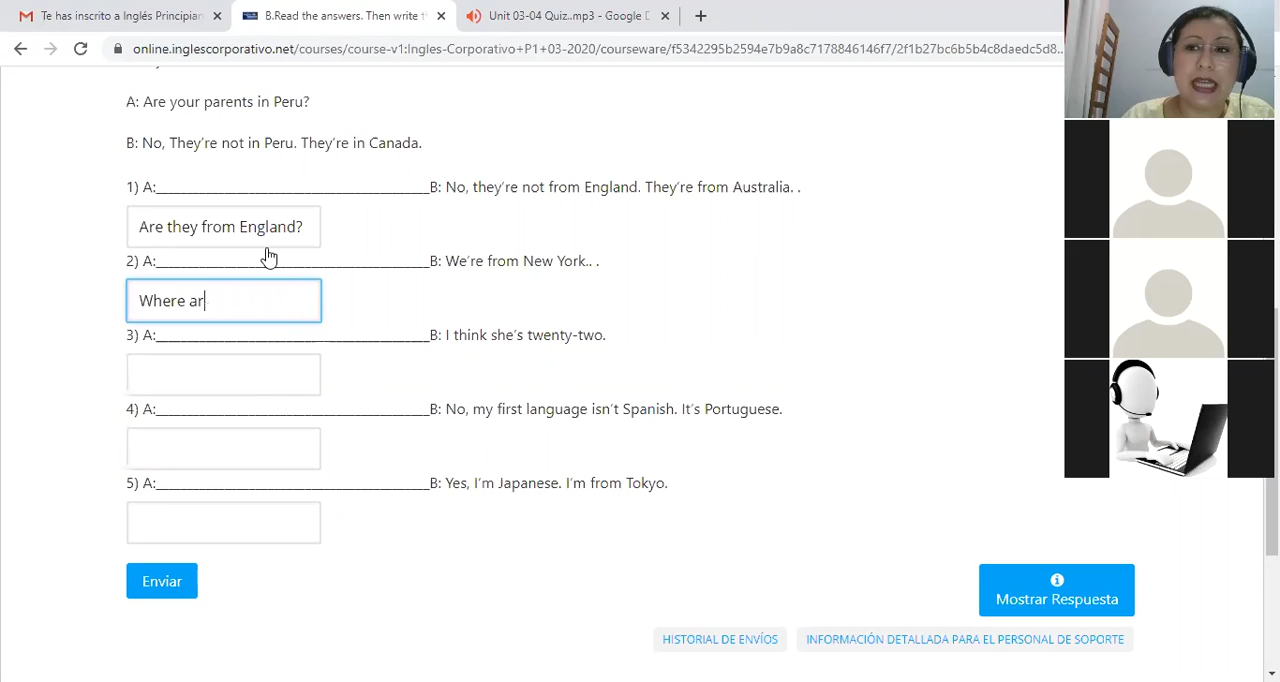 Te has inscrito a Inglés Principian
B.Read the answers. Then write t
Unit 03-04 Quiz..mp3 - Google D
online.inglescorporativo.net/courses/course-v1:Ingles-Corporativo+P1+03-2020/courseware/f5342295b2594e7b9a8c7178846146f7/2f1b27bc6b5b4c8daedc5d8...
A: Are your parents in Peru?
B: No, They're not in Peru. They're in Canada.
1) A:___________________________________B: No, they're not from England. They're from Australia. .
Are they from England?
2) A:___________________________________B: We're from New York.. .
Where ar
3) A:___________________________________B: I think she's twenty-two.
4) A:___________________________________B: No, my first language isn't Spanish. It's Portuguese.
5) A:___________________________________B: Yes, I'm Japanese. I'm from Tokyo.
Enviar
Mostrar Respuesta
HISTORIAL DE ENVÍOS
INFORMACIÓN DETALLADA PARA EL PERSONAL DE SOPORTE